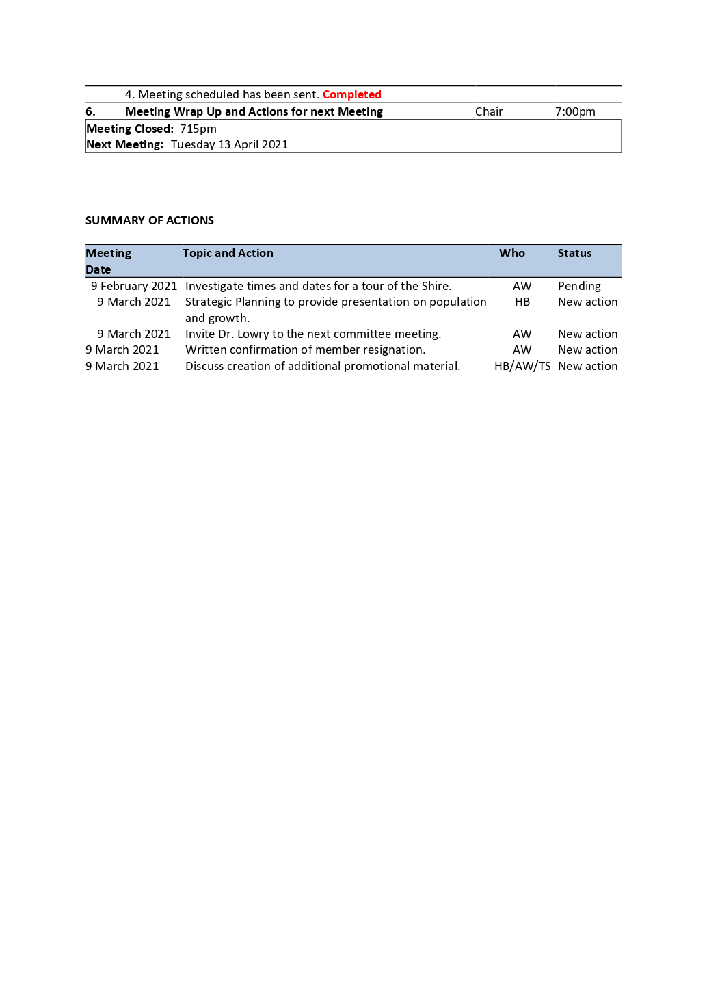 4. Meeting scheduled has been sent. Completed
6. Meeting Wrap Up and Actions for next Meeting Chair 7:00pm
Meeting Closed: 715pm
Next Meeting: Tuesday 13 April 2021
SUMMARY OF ACTIONS
Meeting Date Topic and Action Who Status
9 February 2021 Investigate times and dates for a tour of the Shire. AW Pending
9 March 2021 Strategic Planning to provide presentation on population HB New action
and growth.
9 March 2021 Invite Dr. Lowry to the next committee meeting. AW New action
9 March 2021 Written confirmation of member resignation. AW New action
9 March 2021 Discuss creation of additional promotional material. HB/AW/TS New action